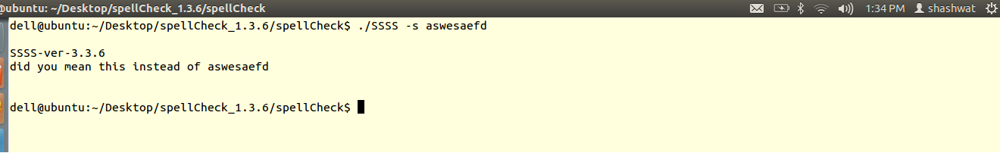 @ubuntu: ~/Desktop/spellCheck_1.3.6/spellCheck 1:34 PM shashwat
dell@ubuntu:~/Desktop/spellCheck_1.3.6/spellCheck$ ./SSSS -s aswesaefd
SSSS-ver-3.3.6
did you mean this instead of aswesaefd
dell@ubuntu:~/Desktop/spellCheck_1.3.6/spellCheck$